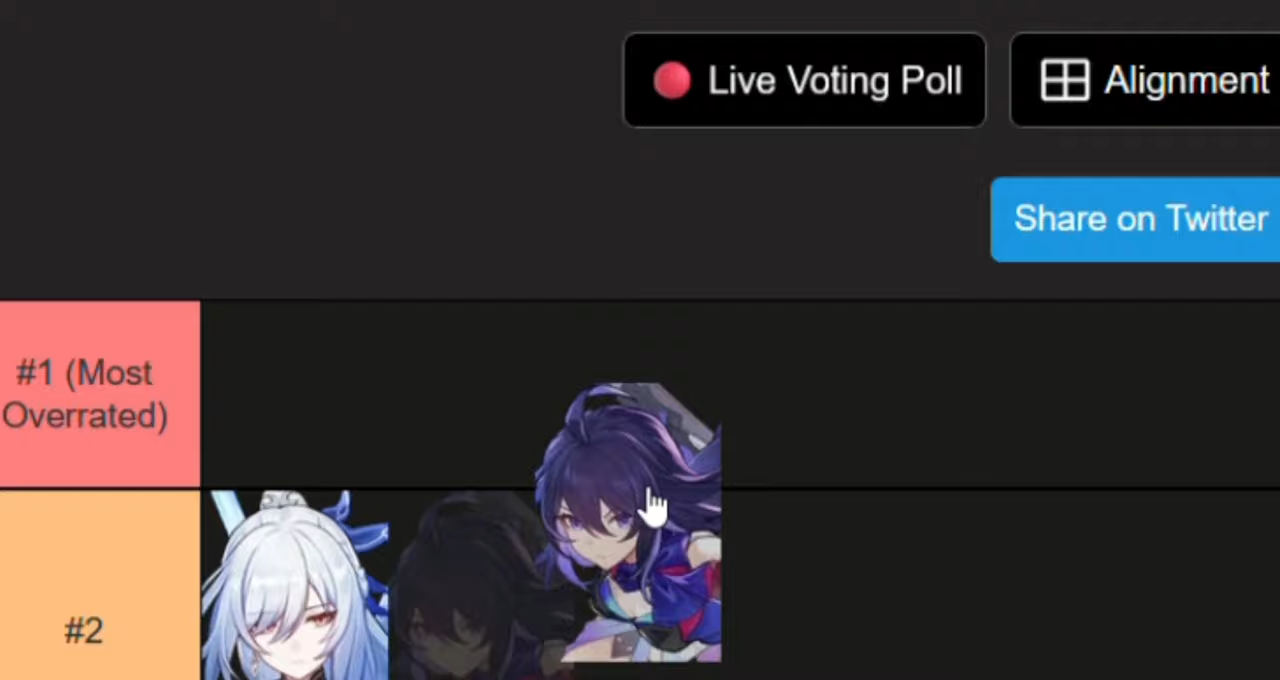 Live Voting Poll
Alignment
Share on Twitter
#1 (Most
Overrated)
#2